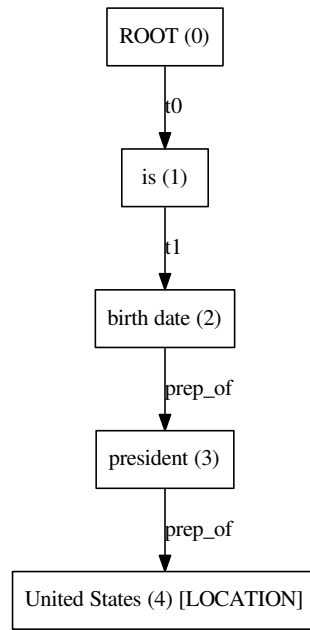 ROOT (0)
t0
is (1)
t1
birth date (2)
prep_of
president (3)
prep_of
United States (4) [LOCATION]